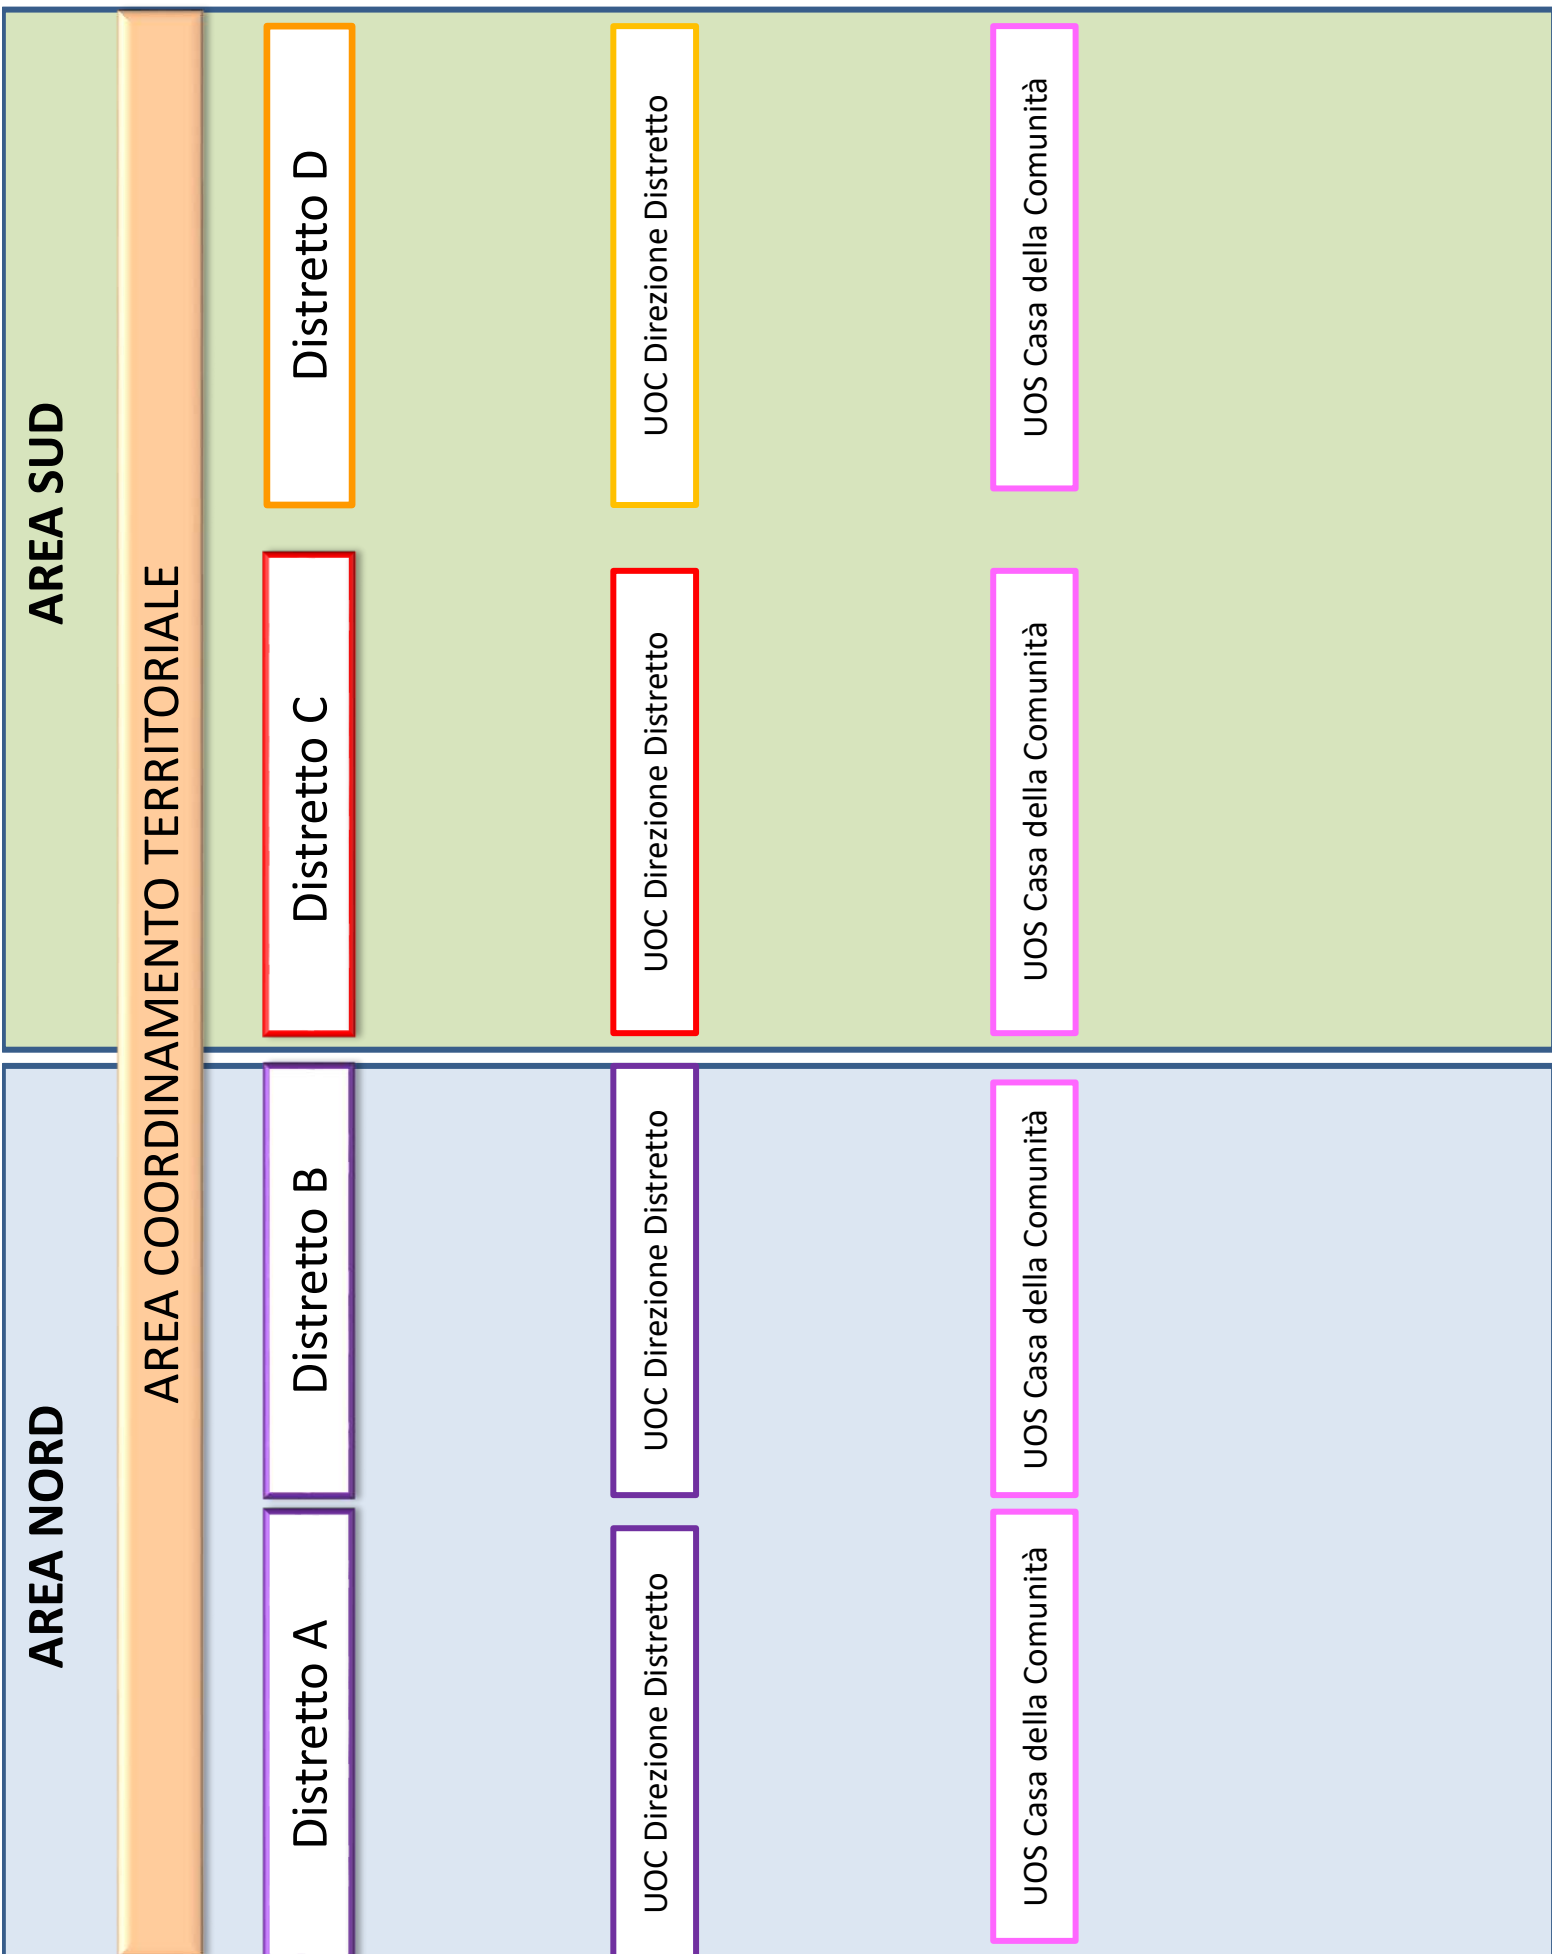 AREA NORD
AREA SUD
AREA COORDINAMENTO TERRITORIALE
Distretto A
Distretto B
Distretto C
Distretto D
UOC Direzione Distretto
UOC Direzione Distretto
UOC Direzione Distretto
UOC Direzione Distretto
UOS Casa della Comunità
UOS Casa della Comunità
UOS Casa della Comunità
UOS Casa della Comunità